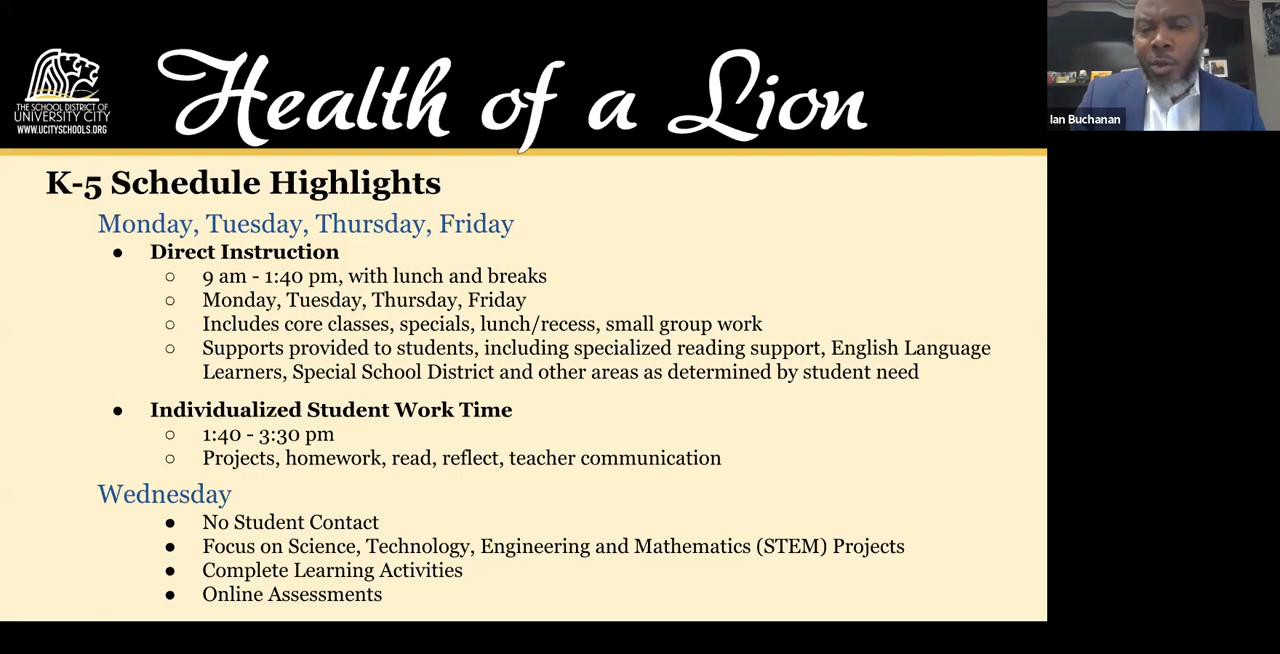 Health of a Lion
THE SCHOOL DISTRICT OF
UNIVERSITY CITY
WWW.UCITYSCHOOLS.ORG
Ian Buchanan
K-5 Schedule Highlights
Monday, Tuesday, Thursday, Friday
● Direct Instruction
○ 9 am - 1:40 pm, with lunch and breaks
○ Monday, Tuesday, Thursday, Friday
○ Includes core classes, specials, lunch/recess, small group work
○ Supports provided to students, including specialized reading support, English Language
Learners, Special School District and other areas as determined by student need
● Individualized Student Work Time
○ 1:40 - 3:30 pm
○ Projects, homework, read, reflect, teacher communication
Wednesday
● No Student Contact
● Focus on Science, Technology, Engineering and Mathematics (STEM) Projects
● Complete Learning Activities
● Online Assessments